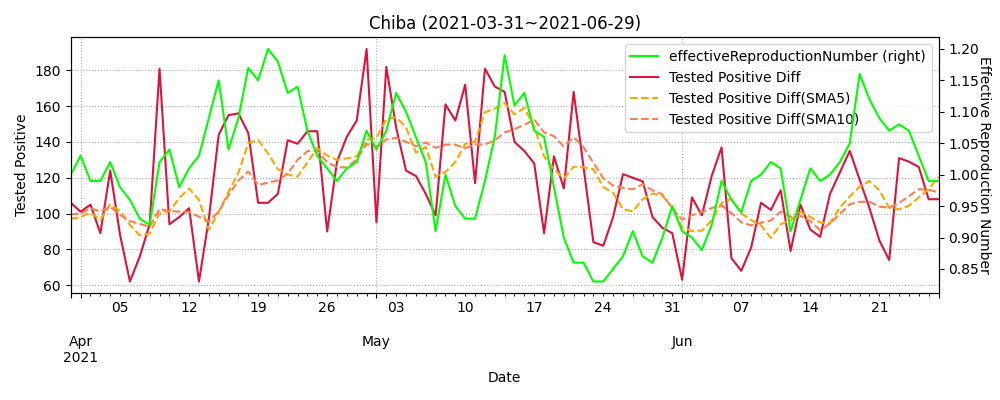 Chiba (2021-03-31~2021-06-29)
effectiveReproductionNumber (right)
Tested Positive Diff
Tested Positive Diff(SMA5)
Tested Positive Diff(SMA10)
Tested Positive
180
160
140
120
100
80
60
1.20
1.15
1.10
1.05
1.00
0.95
0.90
0.85
Effective Reproduction Number
05 12 19 26 03 10 17 24 31 07 14 21
Apr May Jun
2021
Date